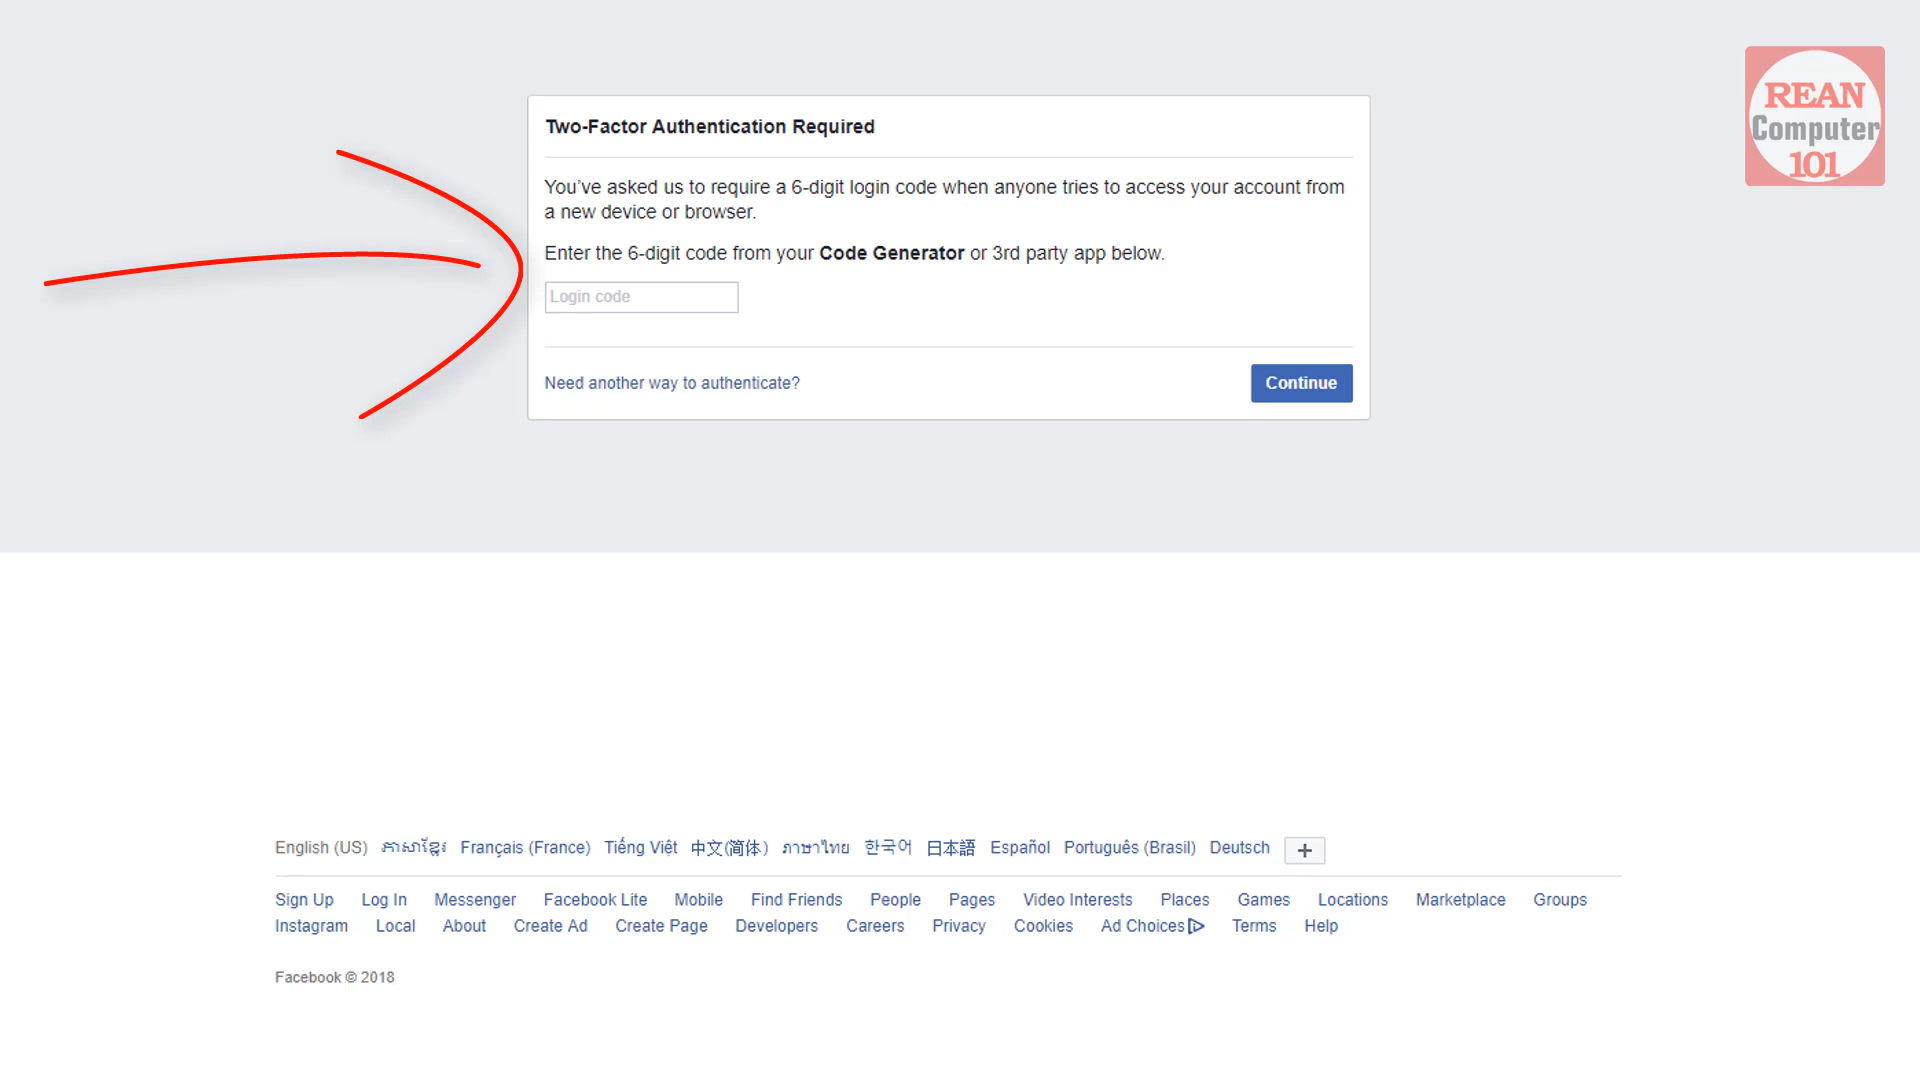 REAN
Computer
101
Two-Factor Authentication Required
You've asked us to require a 6-digit login code when anyone tries to access your account from
a new device or browser.
Enter the 6-digit code from your Code Generator or 3rd party app below.
Login code
Need another way to authenticate?
Continue
English (US) ភាសាខ្មែរ Français (France) Tiếng Việt 中文(简体) ภาษาไทย 한국어 日本語 Español Português (Brasil) Deutsch +
Sign Up Log In Messenger Facebook Lite Mobile Find Friends People Pages Video Interests Places Games Locations Marketplace Groups
Instagram Local About Create Ad Create Page Developers Careers Privacy Cookies Ad Choices Terms Help
Facebook © 2018